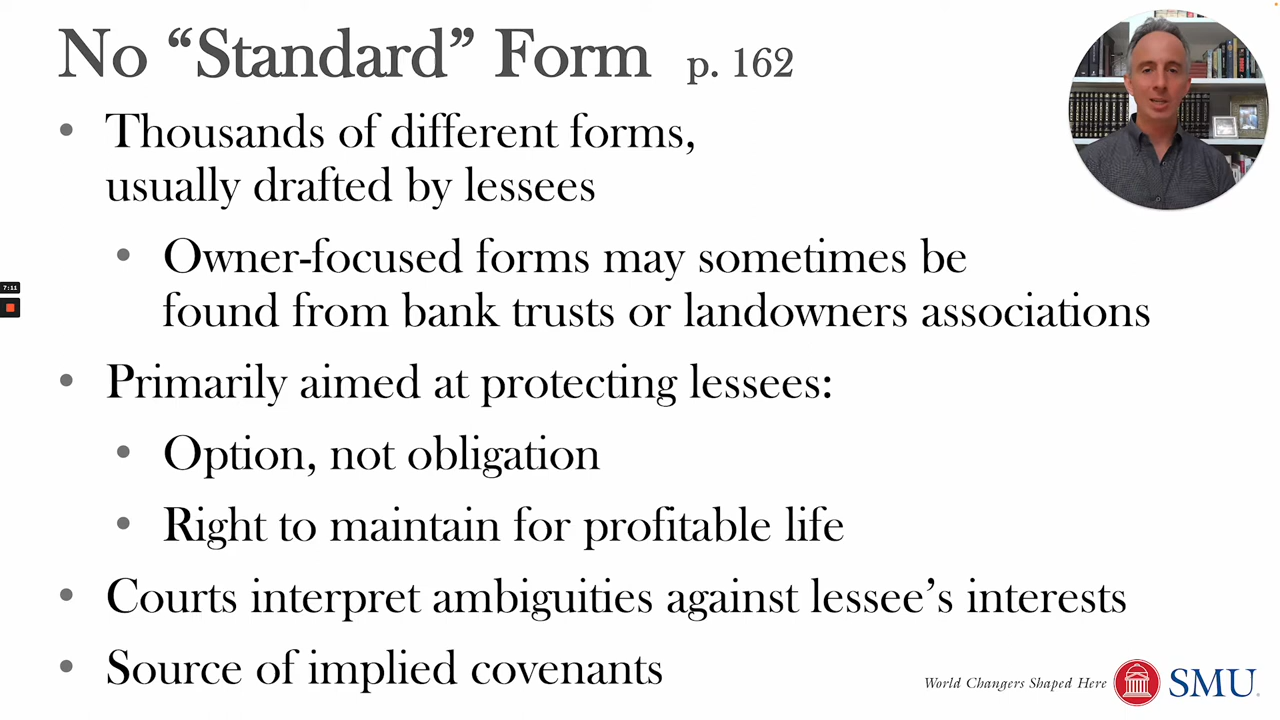 No “Standard” Form p. 162
• Thousands of different forms,
usually drafted by lessees
• Owner-focused forms may sometimes be
found from bank trusts or landowners associations
• Primarily aimed at protecting lessees:
• Option, not obligation
• Right to maintain for profitable life
• Courts interpret ambiguities against lessee’s interests
• Source of implied covenants
7:11
World Changers Shaped Here
SMU